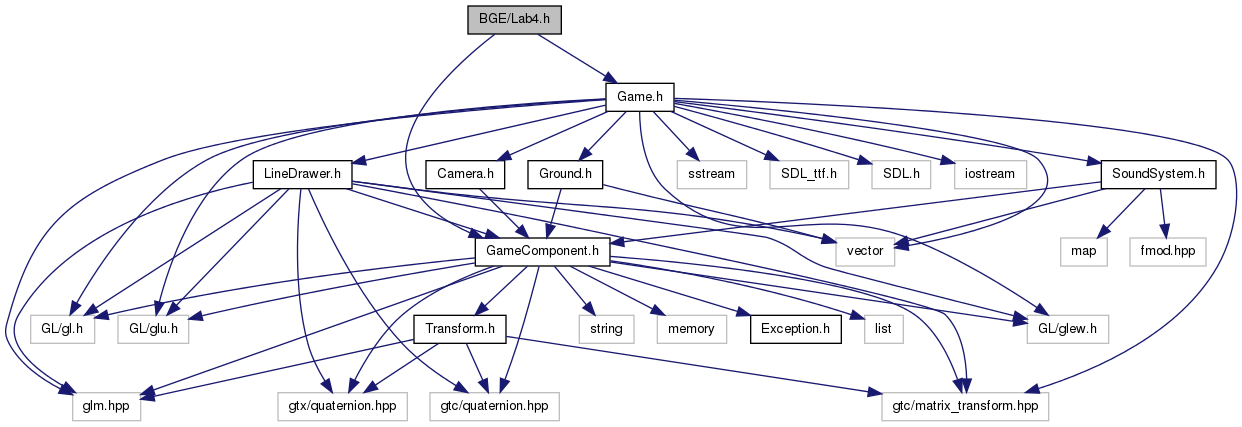 BGE/Lab4.h
Game.h
LineDrawer.h
Camera.h
Ground.h
sstream
SDL_ttf.h
SDL.h
iostream
SoundSystem.h
GameComponent.h
vector
map
fmod.hpp
GL/gl.h
GL/glu.h
Transform.h
string
memory
Exception.h
list
GL/glew.h
glm.hpp
gtx/quaternion.hpp
gtc/quaternion.hpp
gtc/matrix_transform.hpp